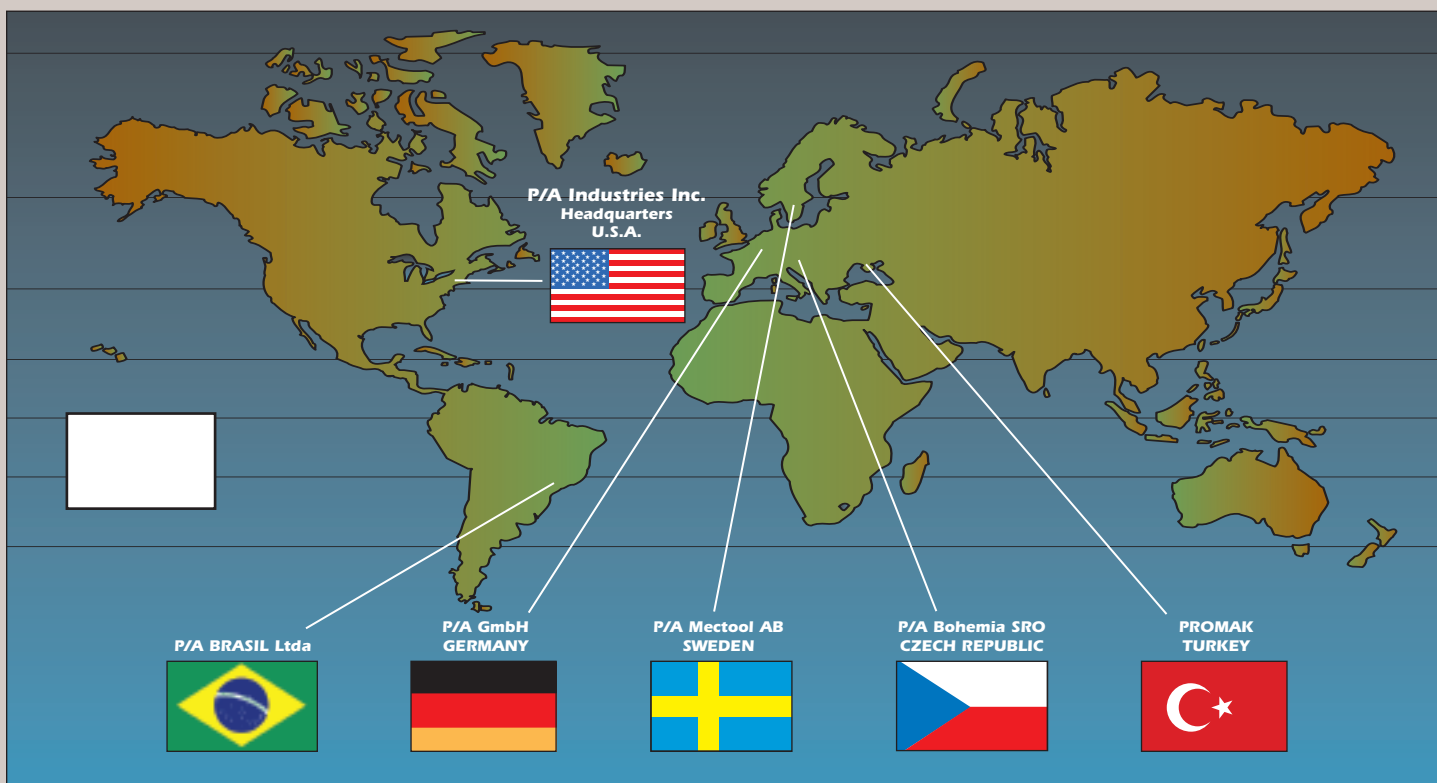 P/A Industries Inc.
Headquarters
U.S.A.
P/A BRASIL Ltda
P/A GmbH
GERMANY
P/A Mectool AB
SWEDEN
P/A Bohemia SRO
CZECH REPUBLIC
PROMAK
TURKEY